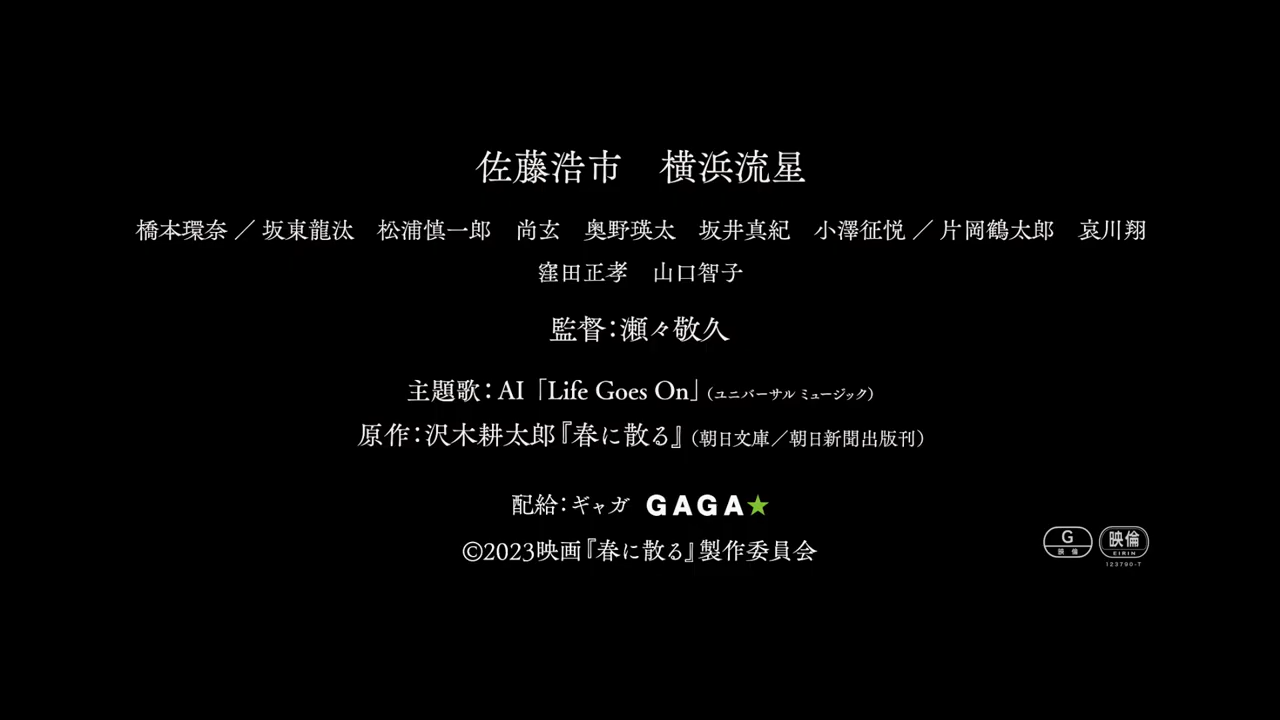 佐藤浩市　横浜流星
橋本環奈／坂東龍汰　松浦慎一郎　尚玄　奥野瑛太　坂井真紀　小澤征悦／片岡鶴太郎　哀川翔
窪田正孝　山口智子
監督：瀬々敬久
主題歌：AI「Life Goes On」（ユニバーサル ミュージック）
原作：沢木耕太郎『春に散る』（朝日文庫／朝日新聞出版刊）
配給：ギャガ GAGA★
©2023映画『春に散る』製作委員会
G
映倫
映倫
EIRIN
123790-T